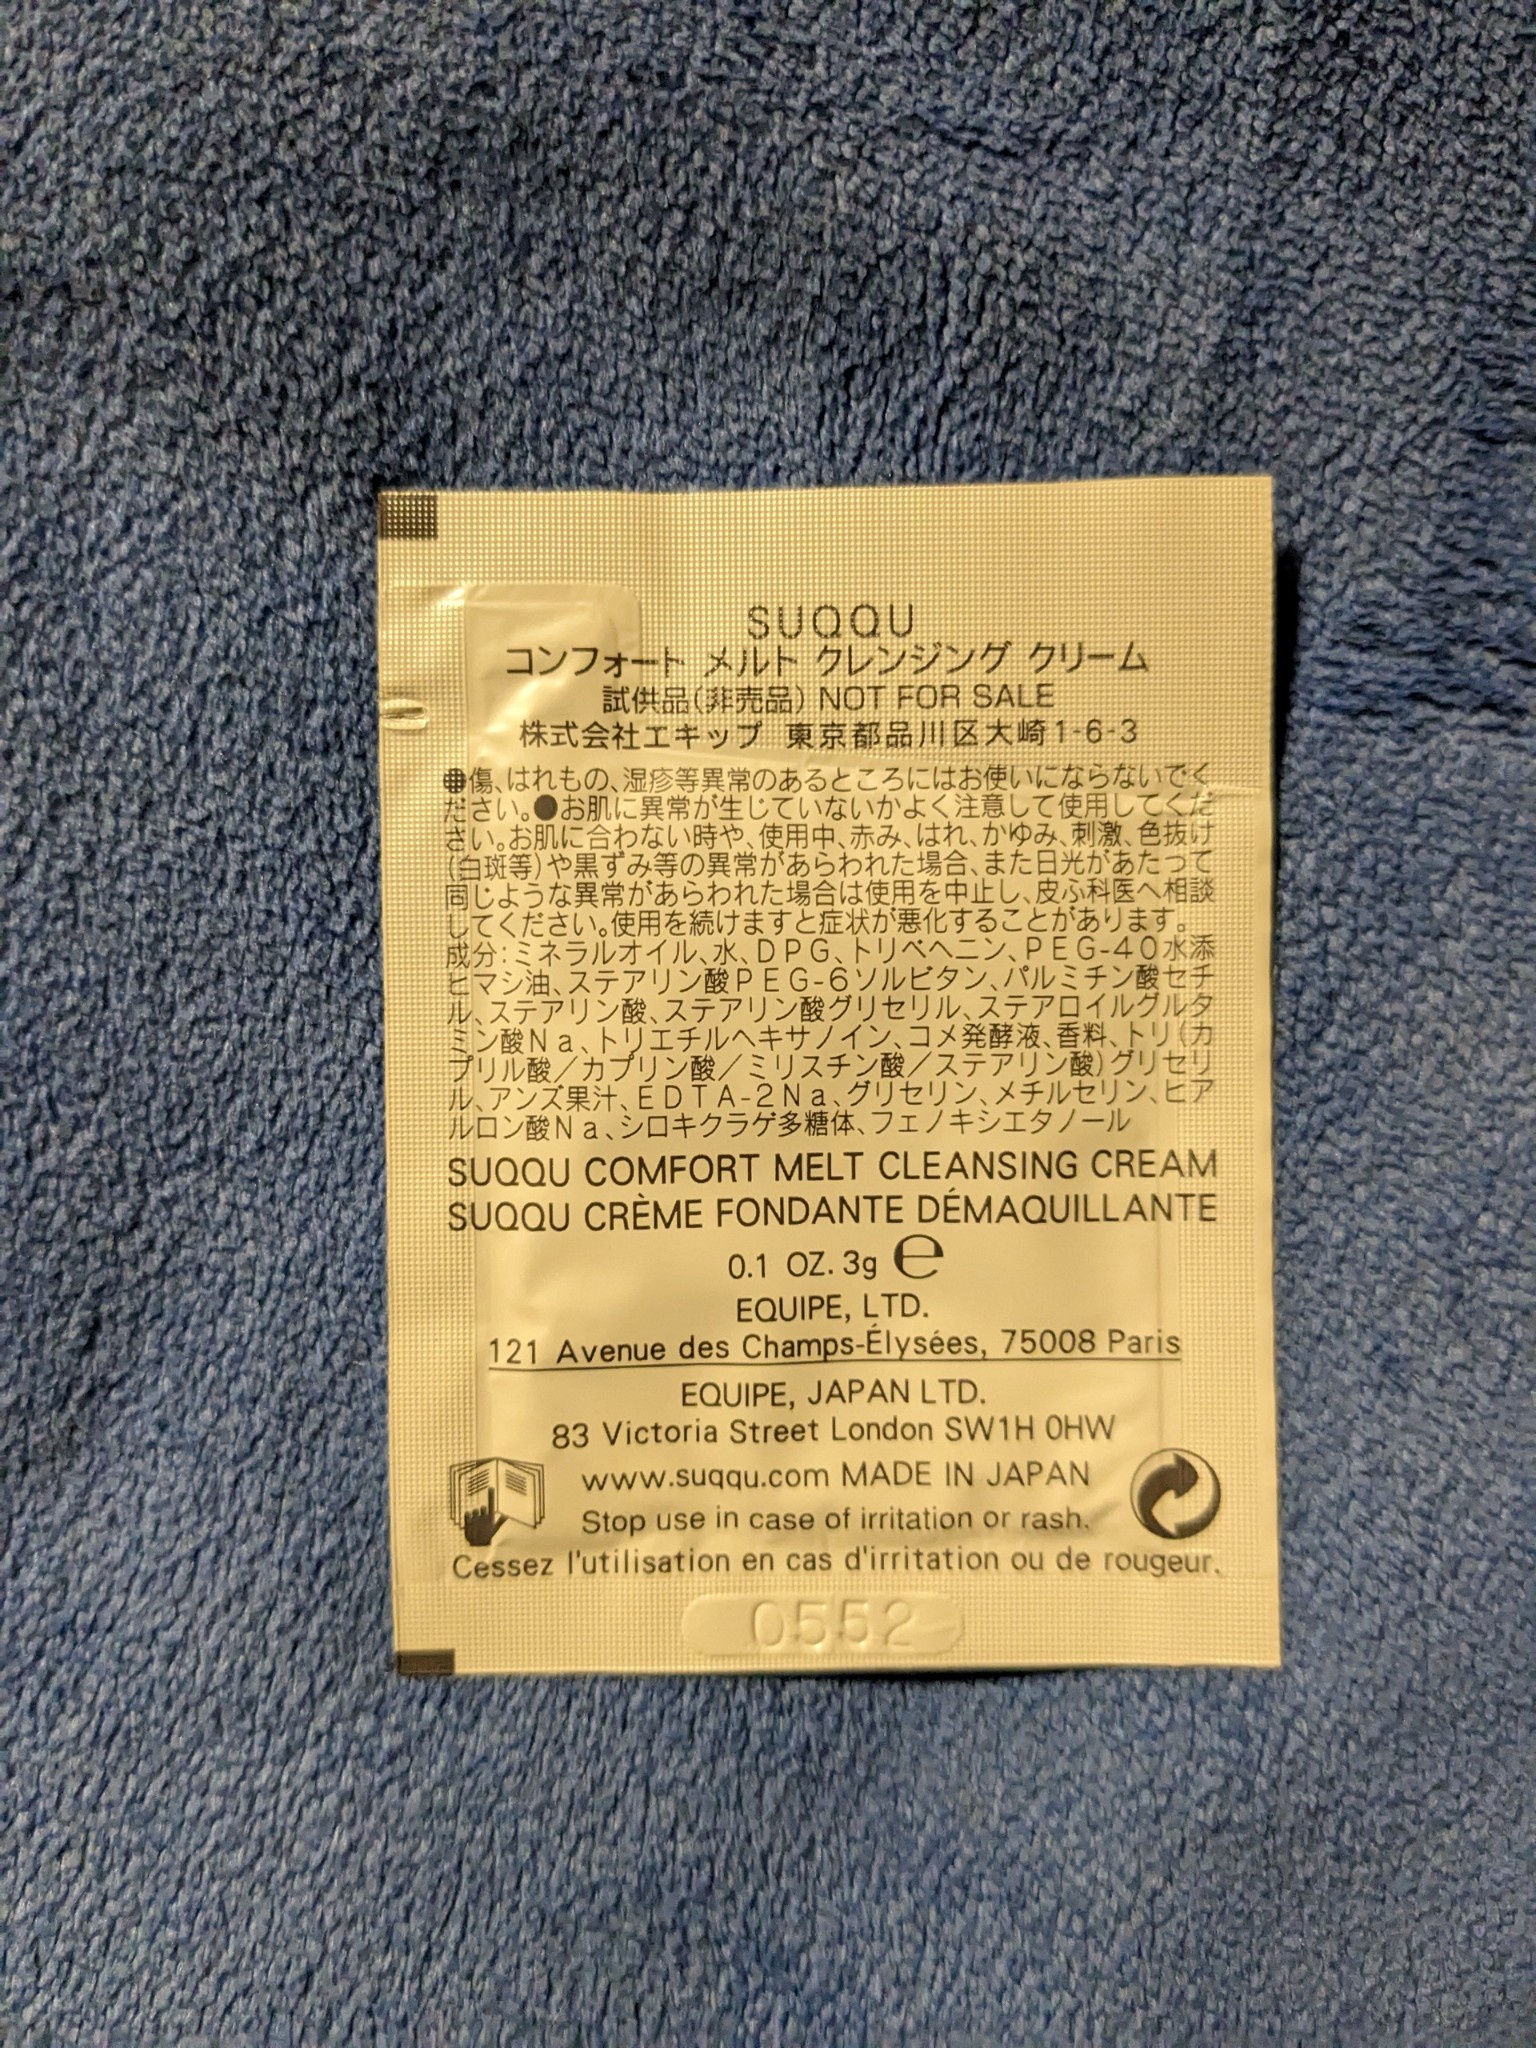 SUQQU
コンフォート メルト クレンジング クリーム
試供品(非売品) NOT FOR SALE
株式会社エキップ 東京都品川区大崎1-6-3
●傷、はれもの、湿疹等異常のあるところにはお使いにならないでく
ださい。●お肌に異常が生じていないかよく注意して使用してくだ
さい。お肌に合わない時や、使用中、赤み、はれ、かゆみ、刺激、色抜け
(白斑等)や黒ずみ等の異常があらわれた場合、また日光があたって
同じような異常があらわれた場合は使用を中止し、皮ふ科医へ相談
してください。使用を続けますと症状が悪化することがあります。
成分:ミネラルオイル、水、DPG、トリベヘニン、PEG-40水添
ヒマシ油、ステアリン酸PEG-6ソルビタン、パルミチン酸セチ
ル、ステアリン酸、ステアリン酸グリセリル、ステアロイルグルタ
ミン酸Na、トリエチルヘキサノイン、コメ発酵液、香料、トリ(カ
プリル酸/カプリン酸/ミリスチン酸/ステアリン酸)グリセリ
ル、アンズ果汁、EDTA-2Na、グリセリン、メチルセリン、ヒア
ルロン酸Na、シロキクラゲ多糖体、フェノキシエタノール
SUQQU COMFORT MELT CLEANSING CREAM
SUQQU CRÈME FONDANTE DÉMAQUILLANTE
0.1 OZ. 3g ℮
EQUIPE, LTD.
121 Avenue des Champs-Élysées, 75008 Paris
EQUIPE, JAPAN LTD.
83 Victoria Street London SW1H 0HW
www.suqqu.com MADE IN JAPAN
Stop use in case of irritation or rash.
Cessez l'utilisation en cas d'irritation ou de rougeur.
0552